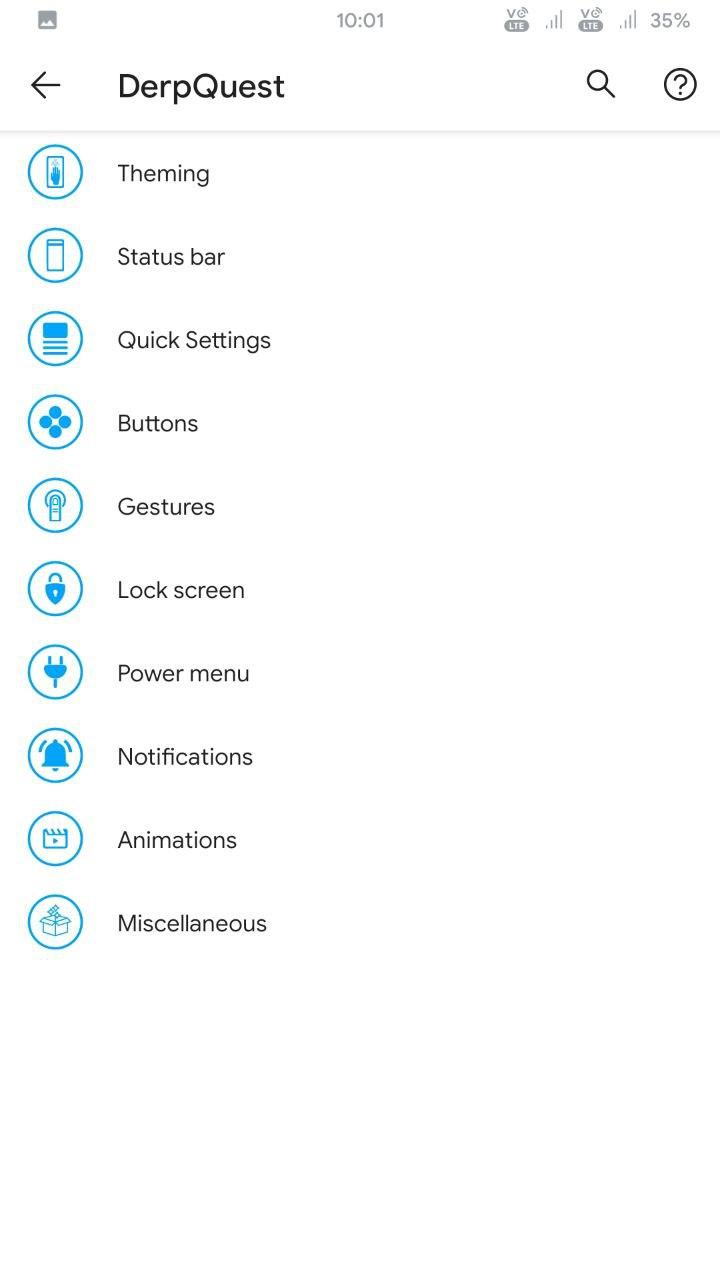 10:01 VO LTE VO LTE 35%
DerpQuest
Theming
Status bar
Quick Settings
Buttons
Gestures
Lock screen
Power menu
Notifications
Animations
Miscellaneous